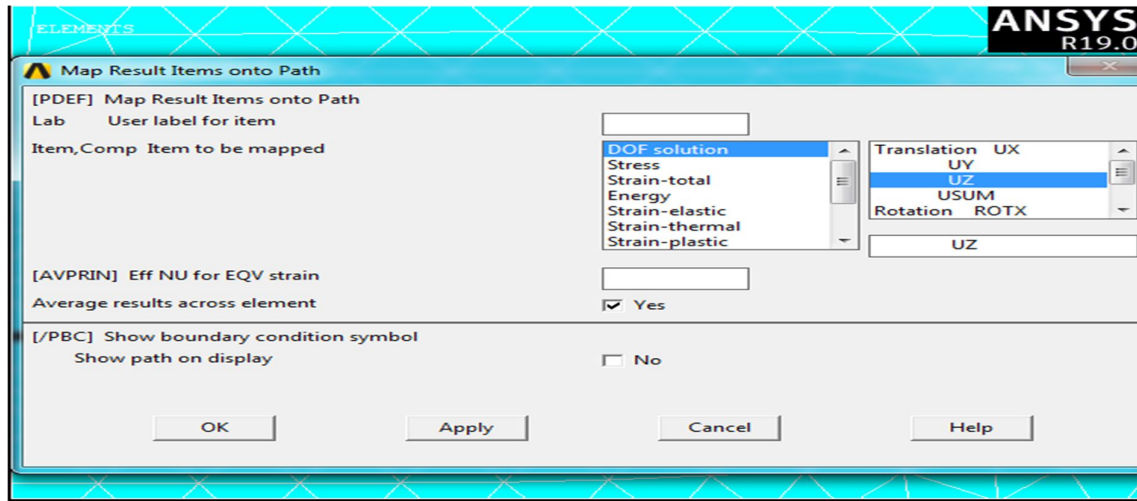 ELEMENTS
ANSYS
R19.0
Map Result Items onto Path
[PDEF] Map Result Items onto Path
Lab User label for item
Item,Comp Item to be mapped
DOF solution
Stress
Strain-total
Energy
Strain-elastic
Strain-thermal
Strain-plastic
Translation UX
UY
UZ
USUM
Rotation ROTX
UZ
[AVPRIN] Eff NU for EQV strain
Average results across element
Yes
[/PBC] Show boundary condition symbol
Show path on display
No
OK
Apply
Cancel
Help